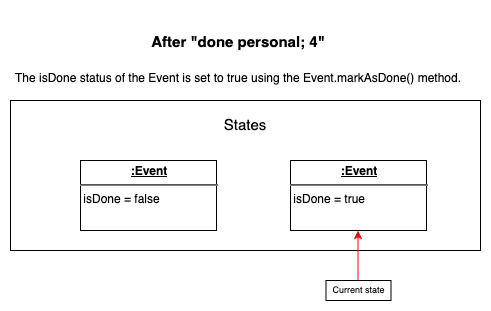 After "done personal; 4"
The isDone status of the Event is set to true using the Event.markAsDone() method.
States
:Event
isDone = false
:Event
isDone = true
Current state